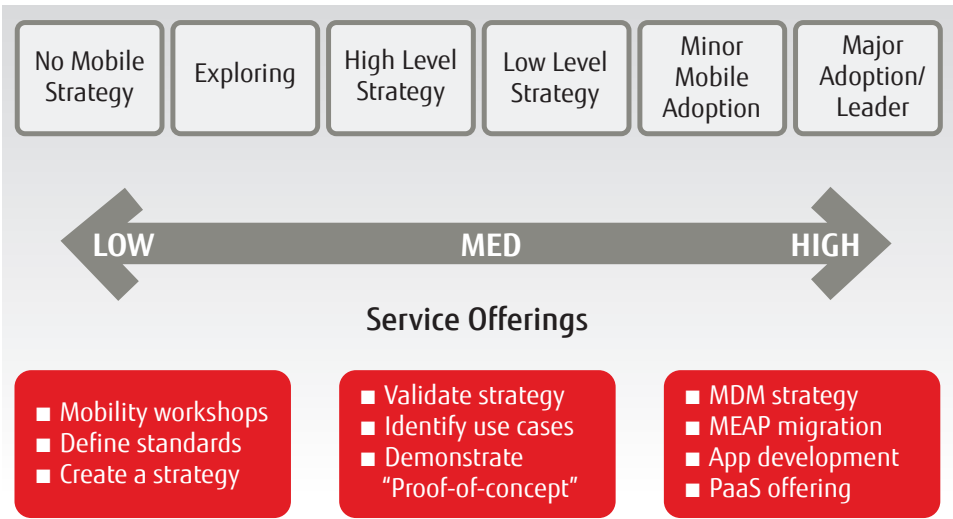 No Mobile
Strategy
Exploring
High Level
Strategy
Low Level
Strategy
Minor
Mobile
Adoption
Major
Adoption/
Leader
LOW
MED
HIGH
Service Offerings
■ Mobility workshops
■ Define standards
■ Create a strategy
■ Validate strategy
■ Identify use cases
■ Demonstrate
"Proof-of-concept"
■ MDM strategy
■ MEAP migration
■ App development
■ PaaS offering